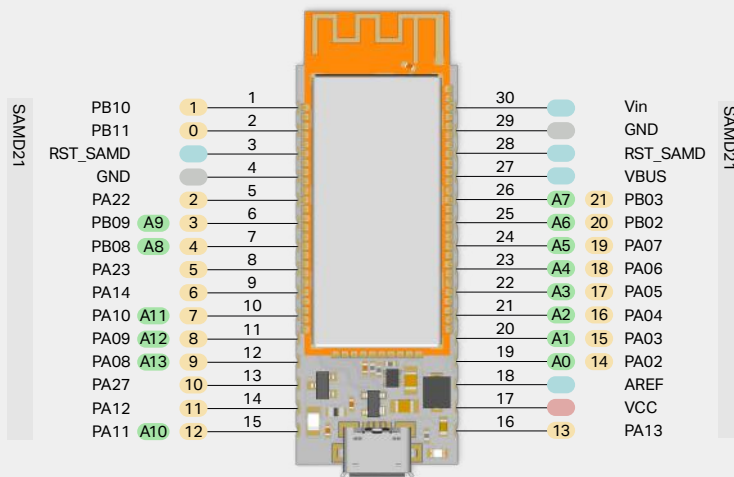 SAMD21
PB10 1 1
PB11 0 2
RST_SAMD 3
GND 4
PA22 2 5
PB09 A9 3 6
PB08 A8 4 7
PA23 5 8
PA14 6 9
PA10 A11 7 10
PA09 A12 8 11
PA08 A13 9 12
PA27 10 13
PA12 11 14
PA11 A10 12 15
30 Vin
29 GND
28 RST_SAMD
27 VBUS
26 A7 21 PB03
25 A6 20 PB02
24 A5 19 PA07
23 A4 18 PA06
22 A3 17 PA05
21 A2 16 PA04
20 A1 15 PA03
19 A0 14 PA02
18 AREF
17 VCC
16 13 PA13
SAMD21